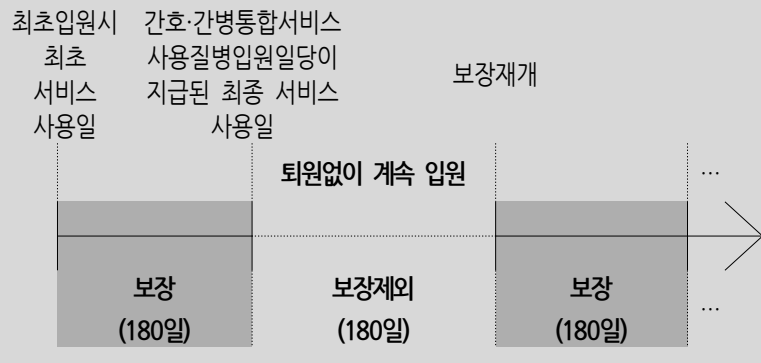 최초입원시
최초
서비스
사용일
간호·간병통합서비스
사용질병입원일당이
지급된 최종 서비스
사용일
보장재개
퇴원없이 계속 입원
…
보장
(180일)
보장제외
(180일)
보장
(180일)
…